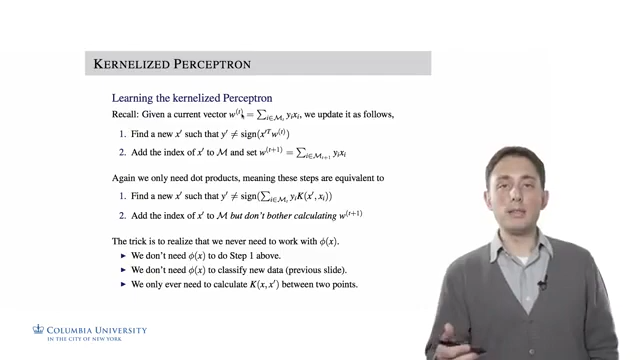 KERNELIZED PERCEPTRON
Learning the kernelized Perceptron
Recall: Given a current vector w^(t) = ∑_{i∈M_t} y_i x_i, we update it as follows,
1. Find a new x′ such that y′ ≠ sign(x′^T w^(t))
2. Add the index of x′ to M and set w^(t+1) = ∑_{i∈M_{t+1}} y_i x_i
Again we only need dot products, meaning these steps are equivalent to
1. Find a new x′ such that y′ ≠ sign(∑_{i∈M_t} y_i K(x′, x_i))
2. Add the index of x′ to M but don't bother calculating w^(t+1)
The trick is to realize that we never need to work with φ(x).
▶ We don't need φ(x) to do Step 1 above.
▶ We don't need φ(x) to classify new data (previous slide).
▶ We only ever need to calculate K(x, x′) between two points.
COLUMBIA UNIVERSITY
IN THE CITY OF NEW YORK